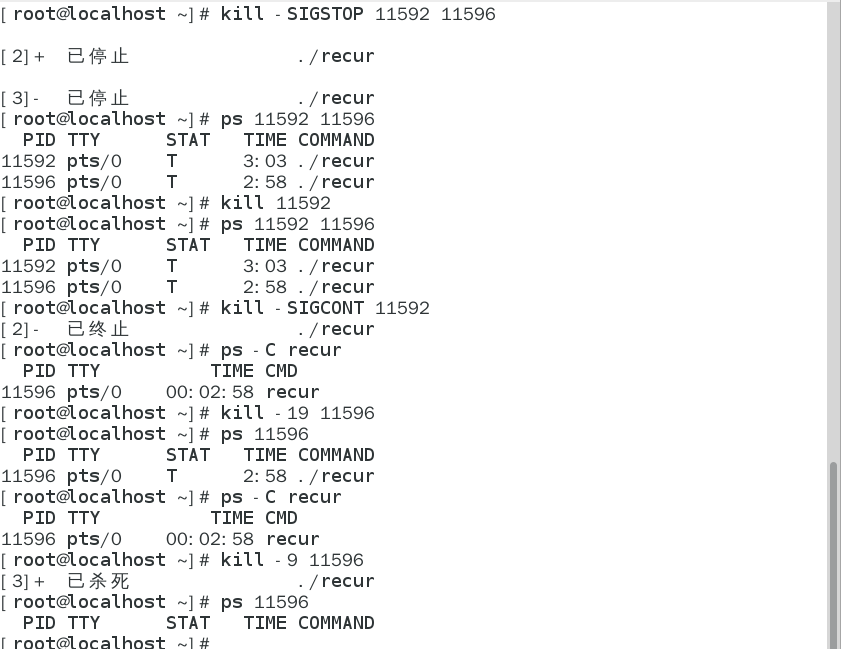 [root@localhost ~]# kill -SIGSTOP 11592 11596
[2]+  已停止                 ./recur
[3]-  已停止                 ./recur
[root@localhost ~]# ps 11592 11596
  PID TTY      STAT   TIME COMMAND
11592 pts/0    T      3:03 ./recur
11596 pts/0    T      2:58 ./recur
[root@localhost ~]# kill 11592
[root@localhost ~]# ps 11592 11596
  PID TTY      STAT   TIME COMMAND
11592 pts/0    T      3:03 ./recur
11596 pts/0    T      2:58 ./recur
[root@localhost ~]# kill -SIGCONT 11592
[2]-  已终止                 ./recur
[root@localhost ~]# ps -C recur
  PID TTY          TIME CMD
11596 pts/0    00:02:58 recur
[root@localhost ~]# kill -19 11596
[root@localhost ~]# ps 11596
  PID TTY      STAT   TIME COMMAND
11596 pts/0    T      2:58 ./recur
[root@localhost ~]# ps -C recur
  PID TTY          TIME CMD
11596 pts/0    00:02:58 recur
[root@localhost ~]# kill -9 11596
[3]+  已杀死                 ./recur
[root@localhost ~]# ps 11596
  PID TTY      STAT   TIME COMMAND
[root@localhost ~]#